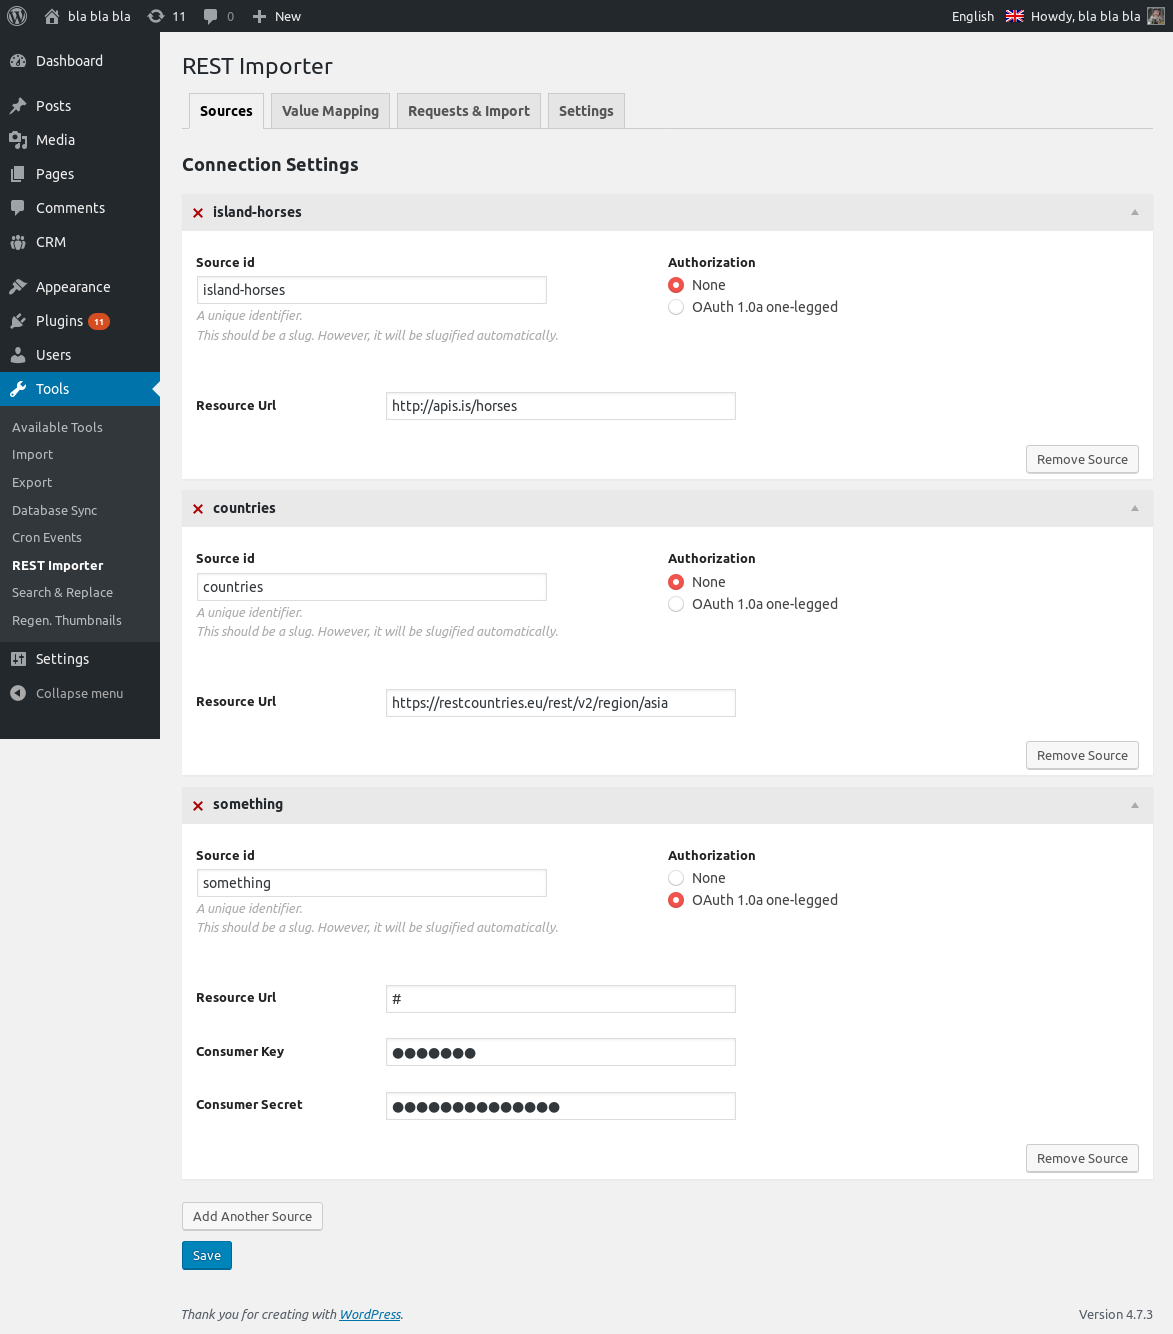 bla bla bla 11 0 New English Howdy, bla bla bla
Dashboard
Posts
Media
Pages
Comments
CRM
Appearance
Plugins 11
Users
Tools
Available Tools
Import
Export
Database Sync
Cron Events
REST Importer
Search & Replace
Regen. Thumbnails
Settings
Collapse menu
REST Importer
Sources Value Mapping Requests & Import Settings
Connection Settings
island-horses
Source id
island-horses
A unique identifier.
This should be a slug. However, it will be slugified automatically.
Authorization
None
OAuth 1.0a one-legged
Resource Url http://apis.is/horses
Remove Source
countries
Source id
countries
A unique identifier.
This should be a slug. However, it will be slugified automatically.
Authorization
None
OAuth 1.0a one-legged
Resource Url https://restcountries.eu/rest/v2/region/asia
Remove Source
something
Source id
something
A unique identifier.
This should be a slug. However, it will be slugified automatically.
Authorization
None
OAuth 1.0a one-legged
Resource Url #
Consumer Key ●●●●●●●
Consumer Secret ●●●●●●●●●●●●●●
Remove Source
Add Another Source
Save
Thank you for creating with WordPress. Version 4.7.3